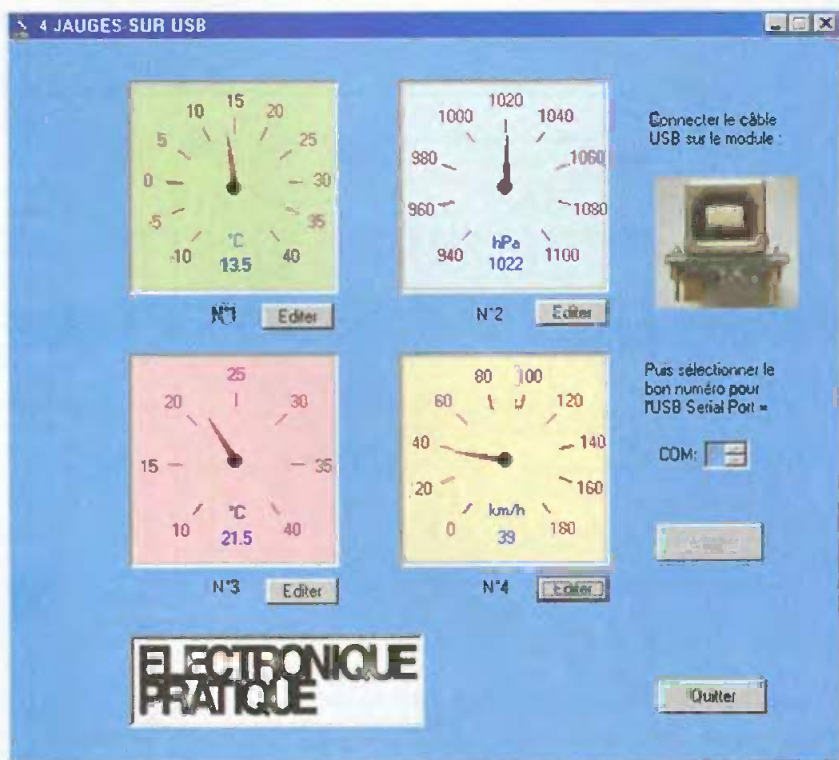 4 JAUGES SUR USB
10 15 20
5 25
0 30
-5 35
-10 40
°C
13.5
N°1 Editer
1000 1020 1040
980 1060
960 1080
940 1100
hPa
1022
N°2 Editer
Connecter le câble
USB sur le module :
25
20 30
15 35
10 40
°C
21.5
N°3 Editer
80 100
60 120
40 140
20 160
0 180
km/h
39
N°4 Editer
Puis sélectionner le
bon numéro pour
l'USB Serial Port =
COM:
ELECTRONIQUE
PRATIQUE
Quitter